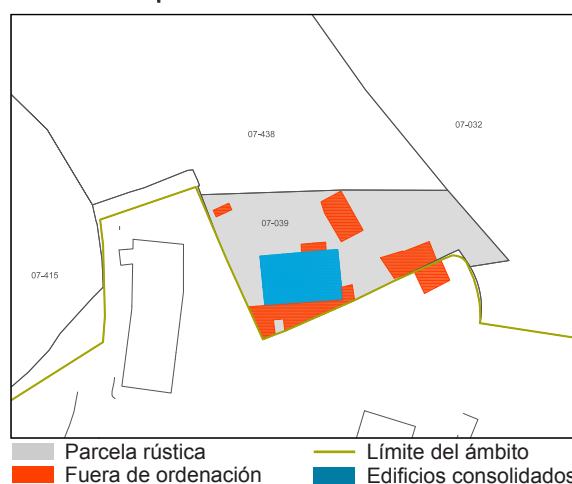 07-438
07-032
07-039
07-415
Parcela rústica
Límite del ámbito
Fuera de ordenación
Edificios consolidados